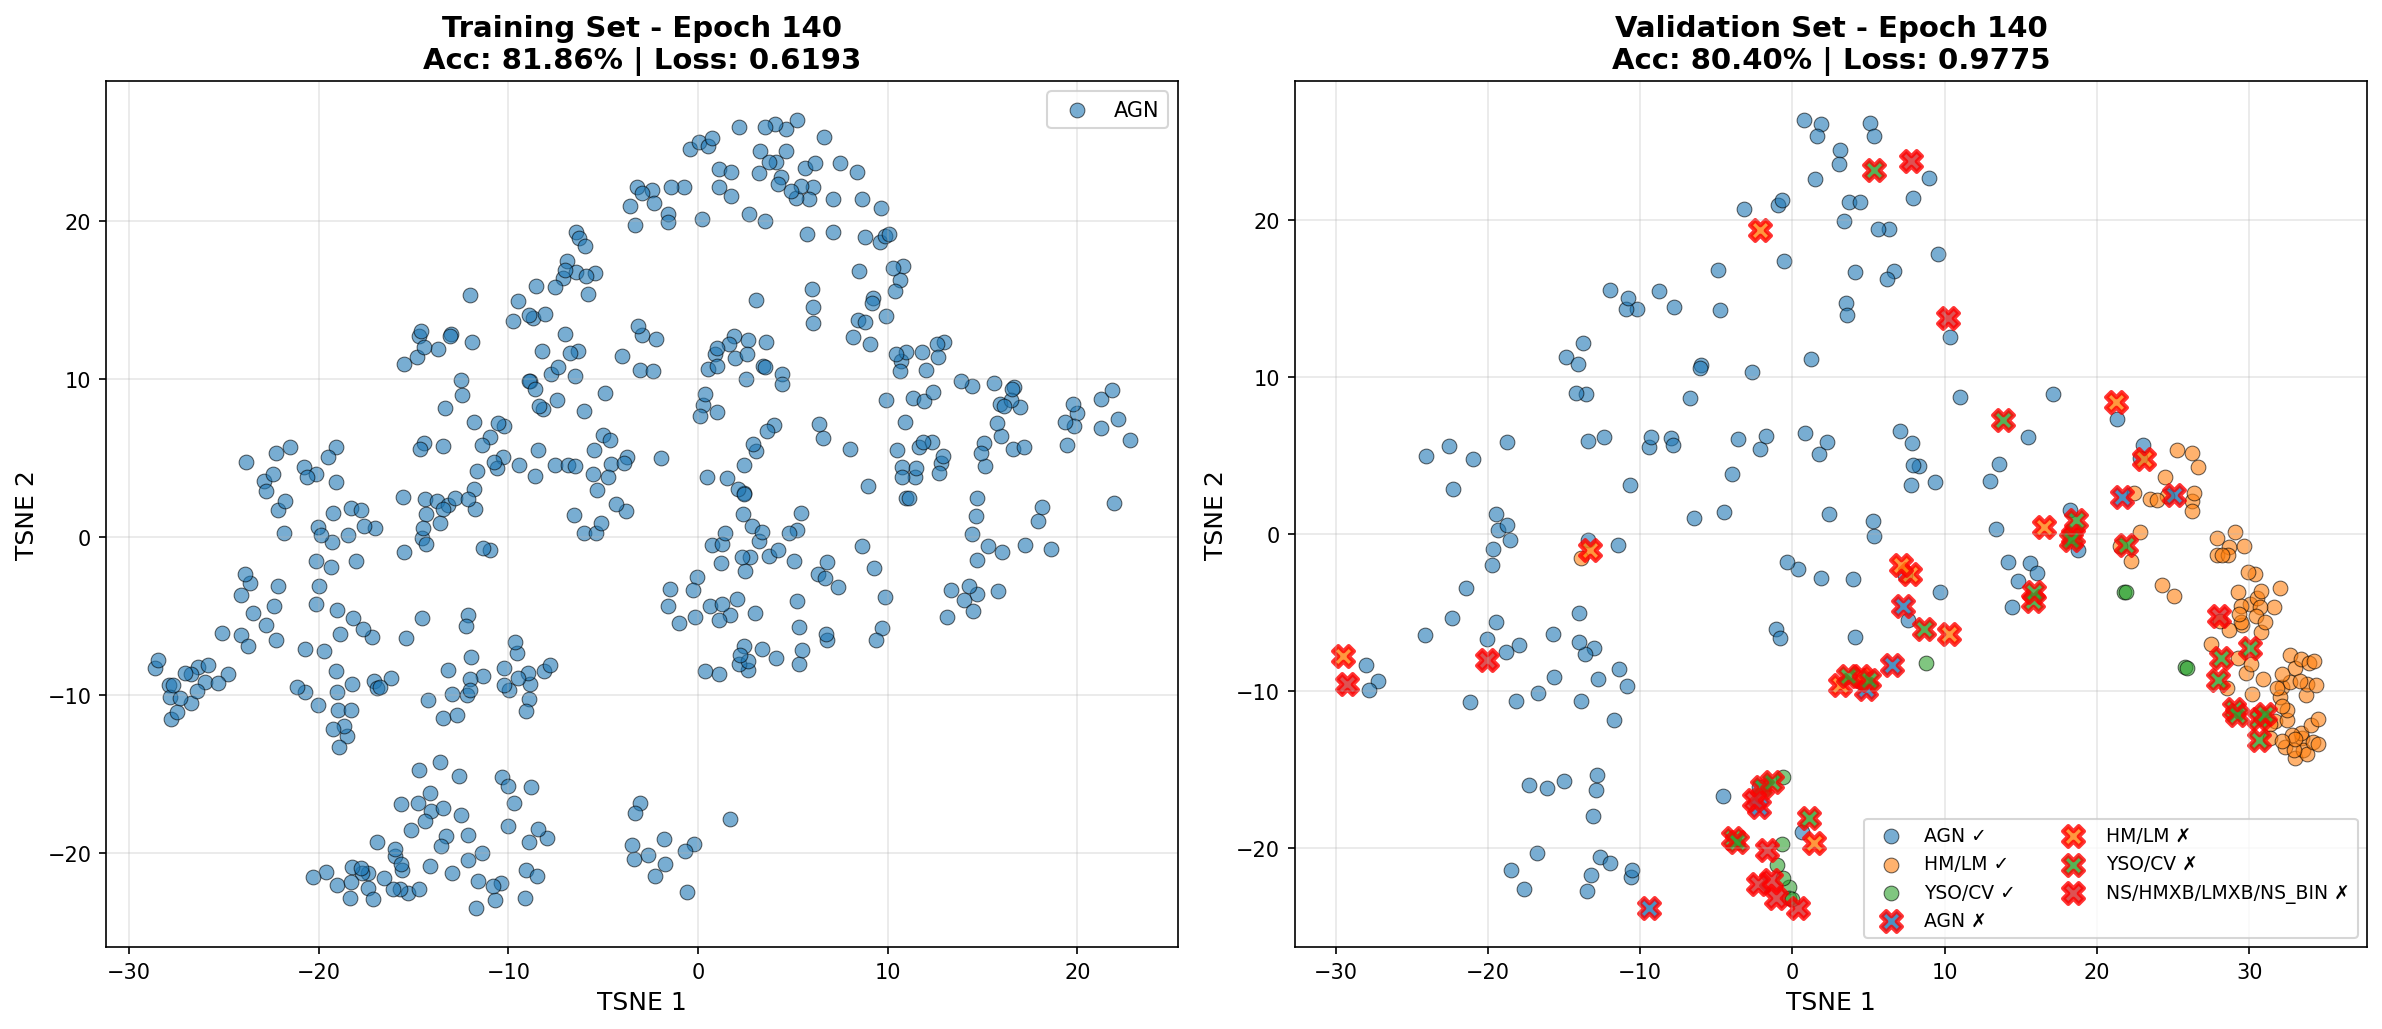 Training Set - Epoch 140
Acc: 81.86% | Loss: 0.6193
AGN
20
10
0
−10
−20
TSNE 2
−30
−20
−10
0
10
20
TSNE 1
Validation Set - Epoch 140
Acc: 80.40% | Loss: 0.9775
20
10
0
−10
−20
TSNE 2
AGN ✓
HM/LM ✓
YSO/CV ✓
AGN ✗
HM/LM ✗
YSO/CV ✗
NS/HMXB/LMXB/NS_BIN ✗
−30
−20
−10
0
10
20
30
TSNE 1